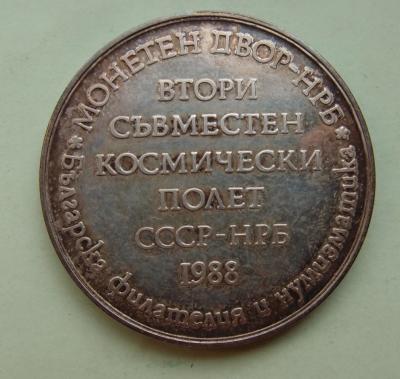 МОНЕТЕН ДВОР-НРБ
ВТОРИ
СЪВМЕСТЕН
КОСМИЧЕСКИ
ПОЛЕТ
СССР-НРБ
1988
* Българска филателия и нумизматика *